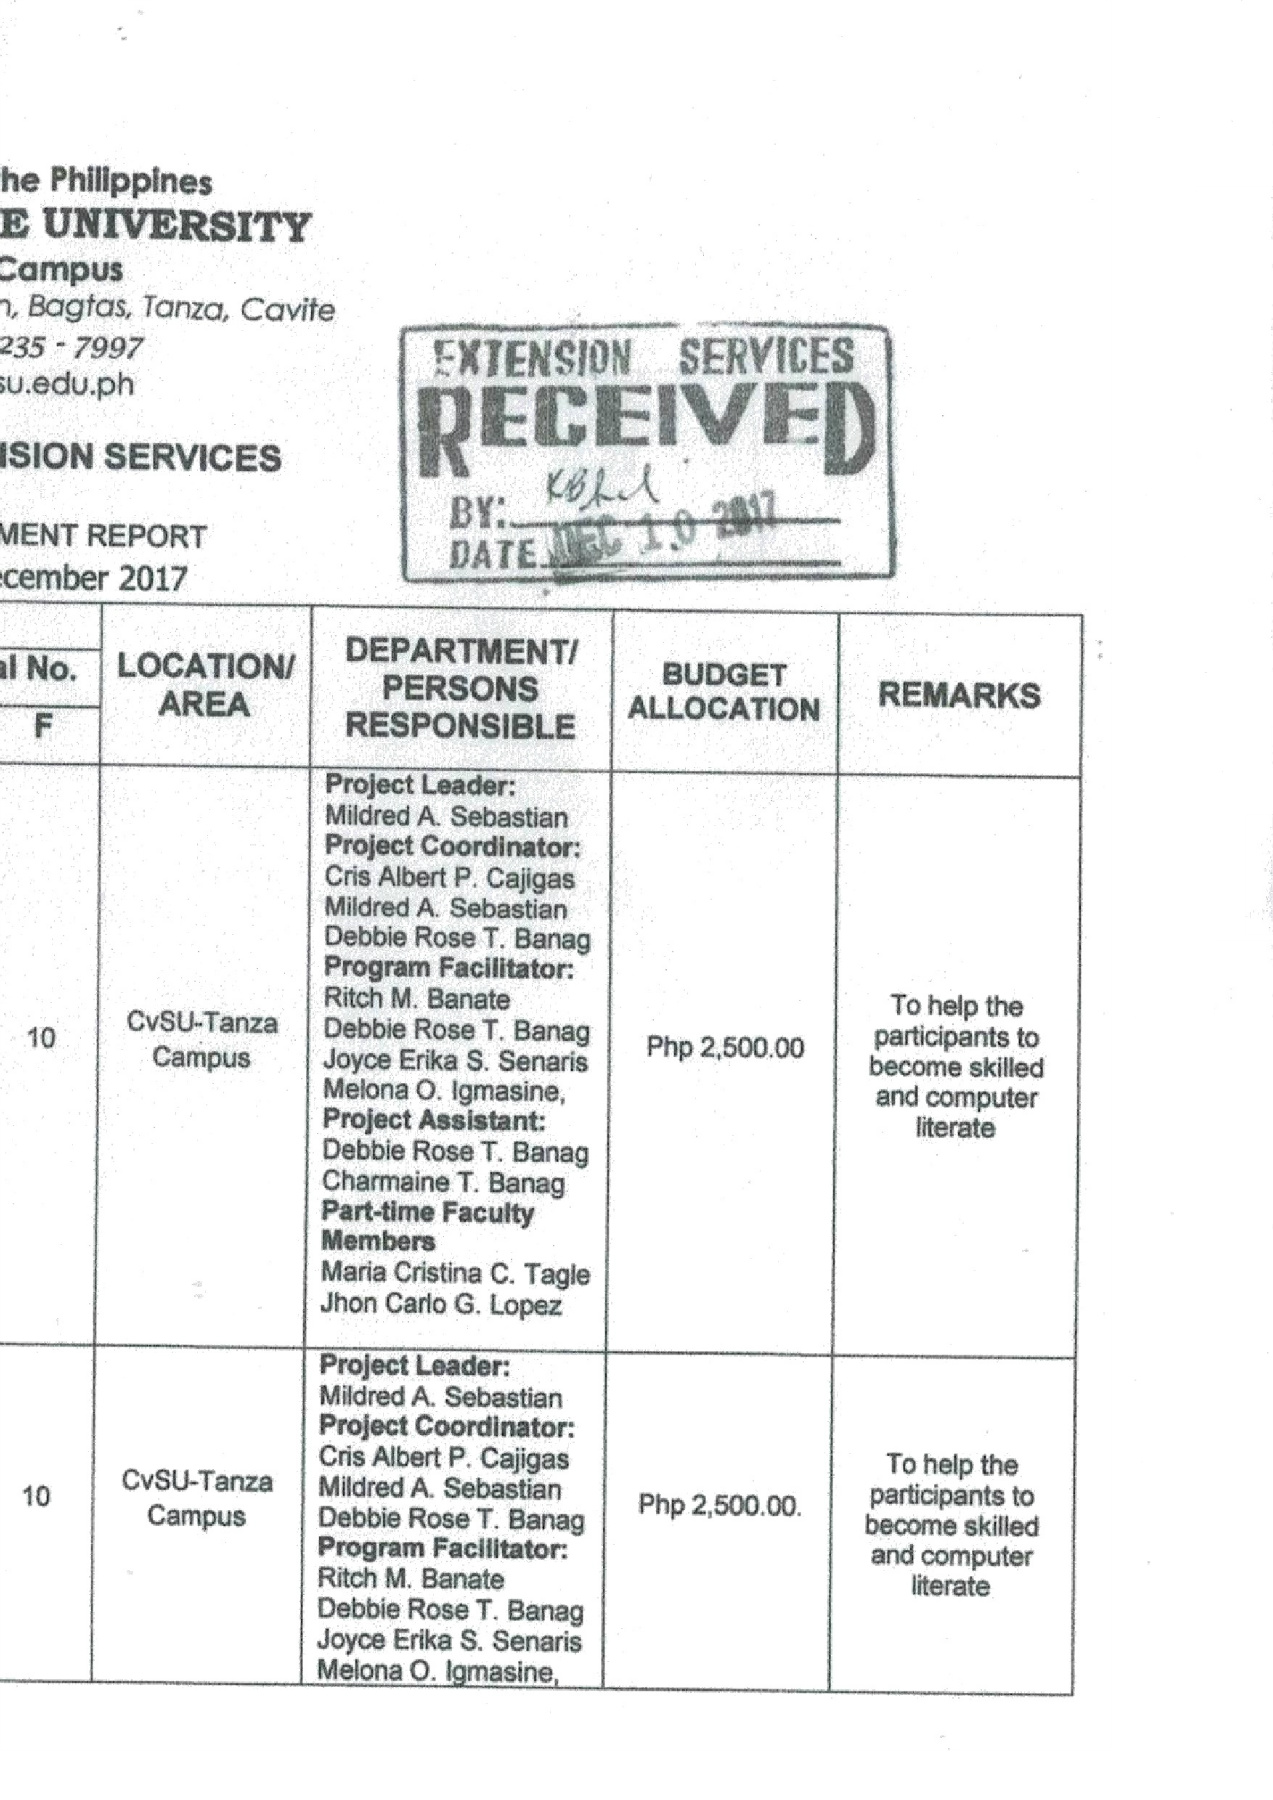 he Philippines
E UNIVERSITY
Campus
n, Bagtas, Tanza, Cavite
235 - 7997
su.edu.ph
EXTENSION SERVICES
RECEIVED
BY:
DATE DEC 10 2017
ISION SERVICES
MENT REPORT
ecember 2017
al No.
F
LOCATION/
AREA
DEPARTMENT/
PERSONS
RESPONSIBLE
BUDGET
ALLOCATION
REMARKS
10
CvSU-Tanza
Campus
Project Leader:
Mildred A. Sebastian
Project Coordinator:
Cris Albert P. Cajigas
Mildred A. Sebastian
Debbie Rose T. Banag
Program Facilitator:
Ritch M. Banate
Debbie Rose T. Banag
Joyce Erika S. Senaris
Melona O. Igmasine,
Project Assistant:
Debbie Rose T. Banag
Charmaine T. Banag
Part-time Faculty
Members
Maria Cristina C. Tagle
Jhon Carlo G. Lopez
Php 2,500.00
To help the
participants to
become skilled
and computer
literate
10
CvSU-Tanza
Campus
Project Leader:
Mildred A. Sebastian
Project Coordinator:
Cris Albert P. Cajigas
Mildred A. Sebastian
Debbie Rose T. Banag
Program Facilitator:
Ritch M. Banate
Debbie Rose T. Banag
Joyce Erika S. Senaris
Melona O. Igmasine,
Php 2,500.00.
To help the
participants to
become skilled
and computer
literate